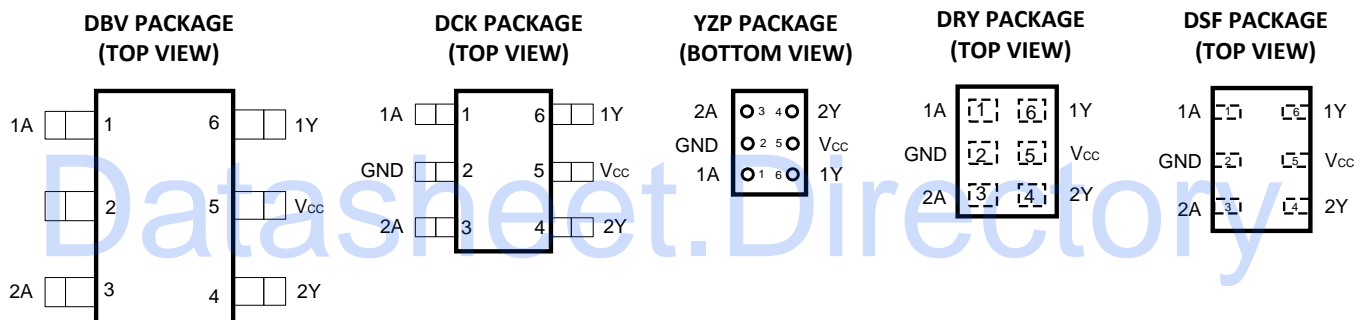 DBV PACKAGE
(TOP VIEW)
1A 1 6 1Y
2 5 Vcc
2A 3 4 2Y
DCK PACKAGE
(TOP VIEW)
1A 1 6 1Y
GND 2 5 Vcc
2A 3 4 2Y
YZP PACKAGE
(BOTTOM VIEW)
2A 3 4 2Y
GND 2 5 Vcc
1A 1 6 1Y
DRY PACKAGE
(TOP VIEW)
1A 1 6 1Y
GND 2 5 Vcc
2A 3 4 2Y
DSF PACKAGE
(TOP VIEW)
1A 1 6 1Y
GND 2 5 Vcc
2A 3 4 2Y
Datasheet.Directory